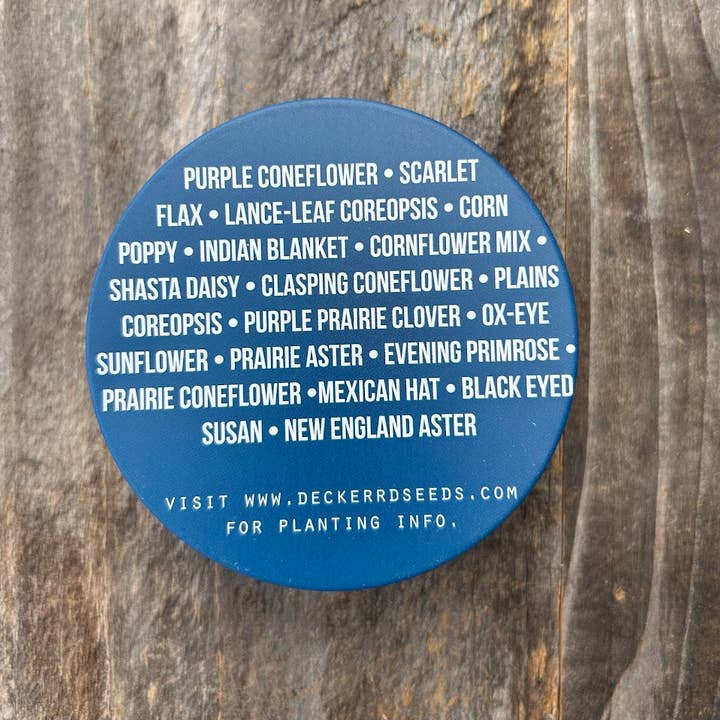 PURPLE CONEFLOWER • SCARLET
FLAX • LANCE-LEAF COREOPSIS • CORN
POPPY • INDIAN BLANKET • CORNFLOWER MIX •
SHASTA DAISY • CLASPING CONEFLOWER • PLAINS
COREOPSIS • PURPLE PRAIRIE CLOVER • OX-EYE
SUNFLOWER • PRAIRIE ASTER • EVENING PRIMROSE •
PRAIRIE CONEFLOWER •MEXICAN HAT • BLACK EYED
SUSAN • NEW ENGLAND ASTER
VISIT WWW.DECKERRDSEEDS.COM
FOR PLANTING INFO.